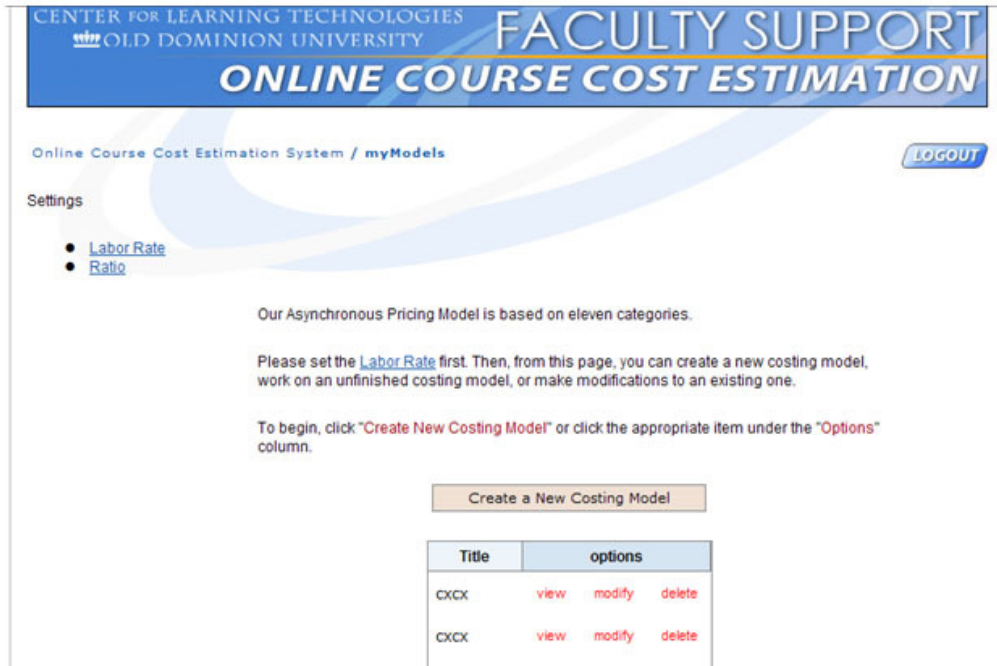 CENTER FOR LEARNING TECHNOLOGIES
OLD DOMINION UNIVERSITY
FACULTY SUPPORT
ONLINE COURSE COST ESTIMATION
Online Course Cost Estimation System / myModels
LOGOUT
Settings
Labor Rate
Ratio
Our Asynchronous Pricing Model is based on eleven categories.
Please set the Labor Rate first. Then, from this page, you can create a new costing model,
work on an unfinished costing model, or make modifications to an existing one.
To begin, click "Create New Costing Model" or click the appropriate item under the "Options"
column.
Create a New Costing Model
Title options
cxcx view modify delete
cxcx view modify delete